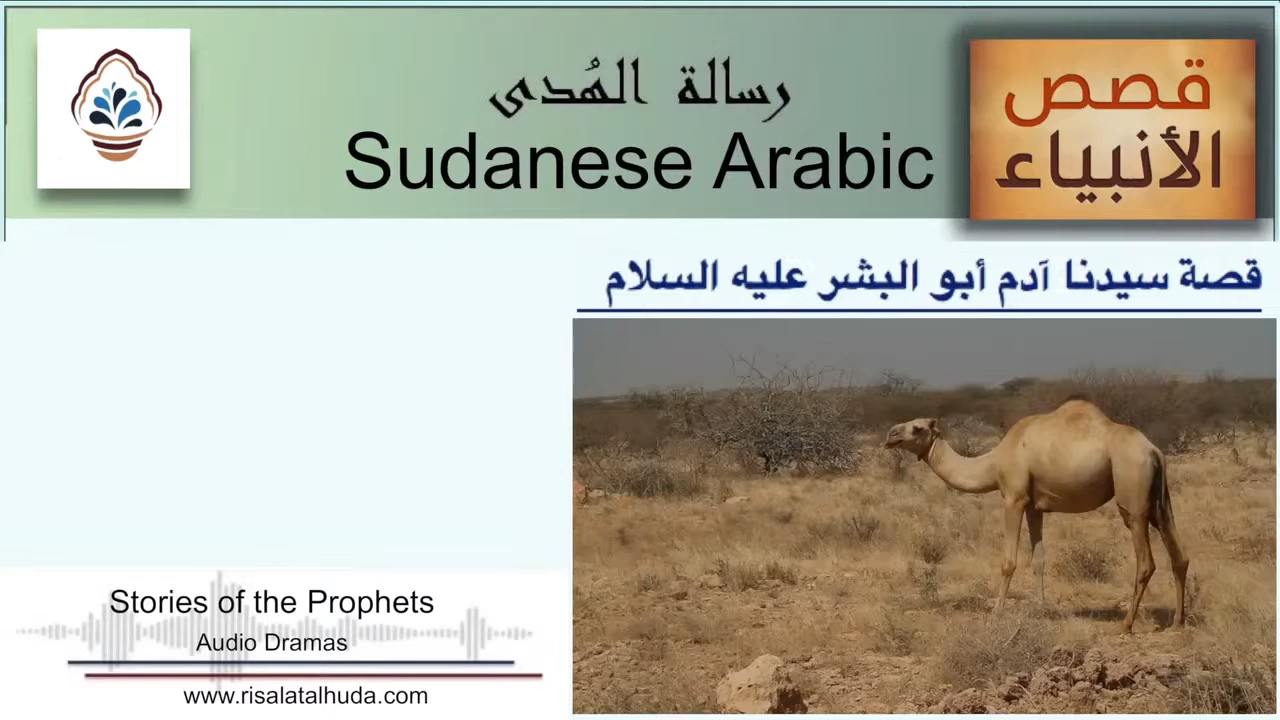 رسالة الهُدى
Sudanese Arabic
قصص
الأنبياء
قصة سيدنا آدم أبو البشر عليه السلام
Stories of the Prophets
Audio Dramas
www.risalatalhuda.com